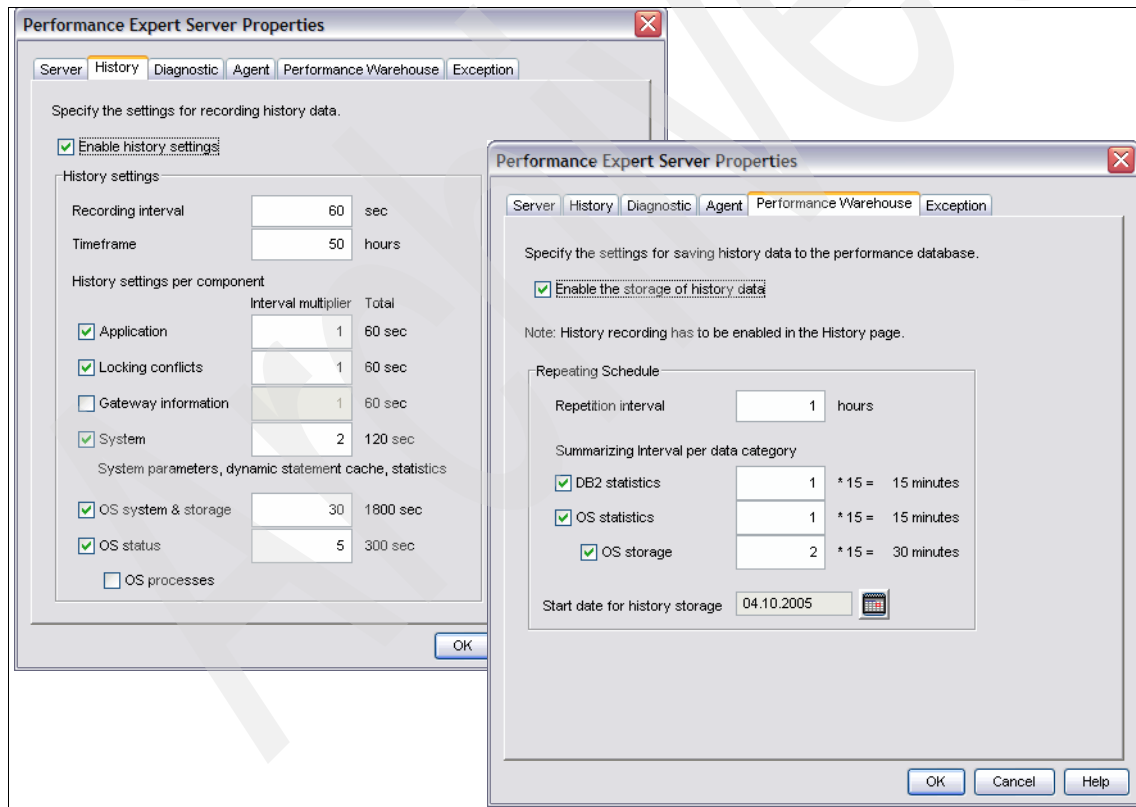 Performance Expert Server Properties
Server History Diagnostic Agent Performance Warehouse Exception
Specify the settings for recording history data.
Enable history settings
History settings
Recording interval 60 sec
Timeframe 50 hours
History settings per component
Interval multiplier Total
Application 1 60 sec
Locking conflicts 1 60 sec
Gateway information 1 60 sec
System 2 120 sec
System parameters, dynamic statement cache, statistics
OS system & storage 30 1800 sec
OS status 5 300 sec
OS processes
OK
Performance Expert Server Properties
Server History Diagnostic Agent Performance Warehouse Exception
Specify the settings for saving history data to the performance database.
Enable the storage of history data
Note: History recording has to be enabled in the History page.
Repeating Schedule
Repetition interval 1 hours
Summarizing Interval per data category
DB2 statistics 1 * 15 = 15 minutes
OS statistics 1 * 15 = 15 minutes
OS storage 2 * 15 = 30 minutes
Start date for history storage 04.10.2005
OK Cancel Help